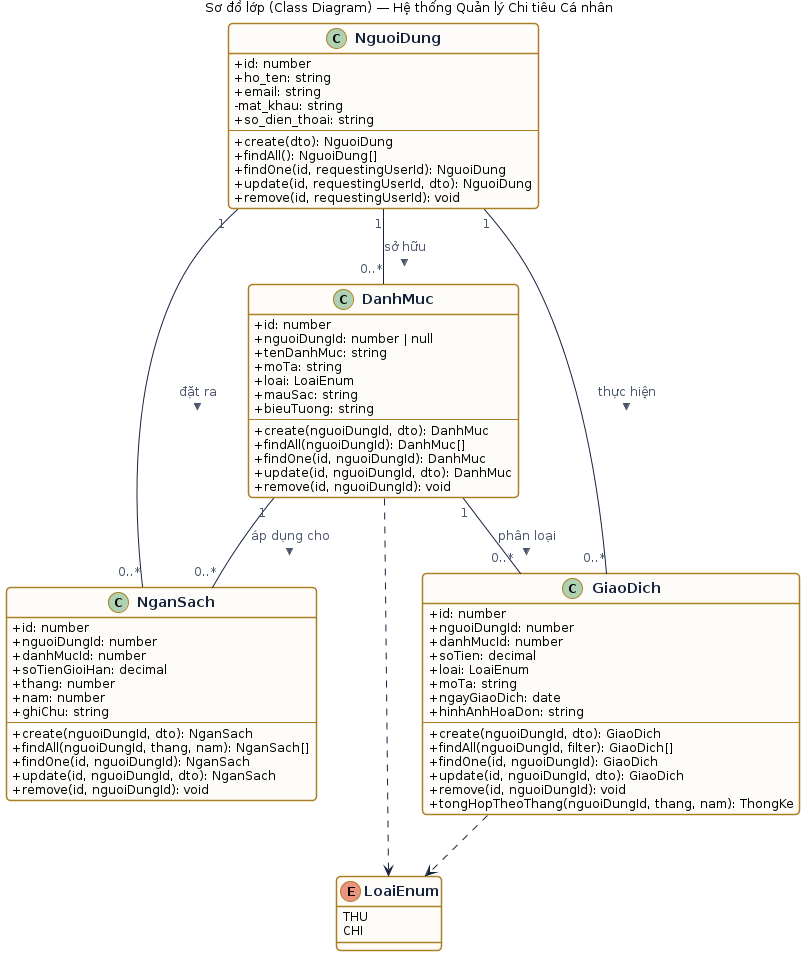 Sơ đồ lớp (Class Diagram) — Hệ thống Quản lý Chi tiêu Cá nhân
C NguoiDung
+id: number
+ho_ten: string
+email: string
-mat_khau: string
+so_dien_thoai: string
+create(dto): NguoiDung
+findAll(): NguoiDung[]
+findOne(id, requestingUserId): NguoiDung
+update(id, requestingUserId, dto): NguoiDung
+remove(id, requestingUserId): void
1
1
1
sở hữu
▼
0..*
C DanhMuc
+id: number
+nguoiDungId: number | null
+tenDanhMuc: string
+moTa: string
+loai: LoaiEnum
+mauSac: string
+bieuTuong: string
+create(nguoiDungId, dto): DanhMuc
+findAll(nguoiDungId): DanhMuc[]
+findOne(id, nguoiDungId): DanhMuc
+update(id, nguoiDungId, dto): DanhMuc
+remove(id, nguoiDungId): void
đặt ra
▼
thực hiện
▼
1
1
áp dụng cho
▼
phân loại
▼
0..*
0..*
0..*
0..*
C NganSach
+id: number
+nguoiDungId: number
+danhMucId: number
+soTienGioiHan: decimal
+thang: number
+nam: number
+ghiChu: string
+create(nguoiDungId, dto): NganSach
+findAll(nguoiDungId, thang, nam): NganSach[]
+findOne(id, nguoiDungId): NganSach
+update(id, nguoiDungId, dto): NganSach
+remove(id, nguoiDungId): void
C GiaoDich
+id: number
+nguoiDungId: number
+danhMucId: number
+soTien: decimal
+loai: LoaiEnum
+moTa: string
+ngayGiaoDich: date
+hinhAnhHoaDon: string
+create(nguoiDungId, dto): GiaoDich
+findAll(nguoiDungId, filter): GiaoDich[]
+findOne(id, nguoiDungId): GiaoDich
+update(id, nguoiDungId, dto): GiaoDich
+remove(id, nguoiDungId): void
+tongHopTheoThang(nguoiDungId, thang, nam): ThongKe
E LoaiEnum
THU
CHI